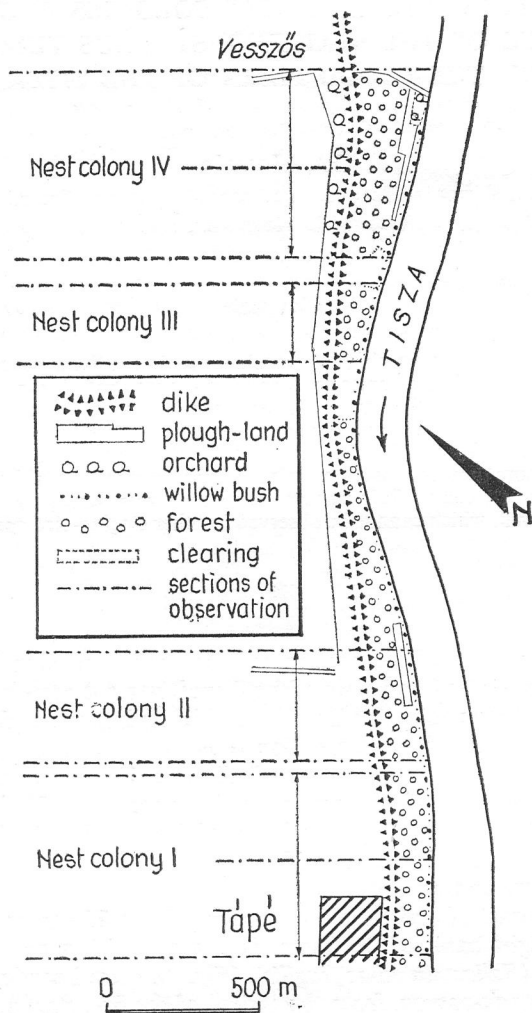 Vesszős
Nest colony IV
TISZA
Nest colony III
dike
plough-land
orchard
willow bush
forest
clearing
sections of
observation
N
Nest colony II
Nest colony I
Tápé
0 500 m